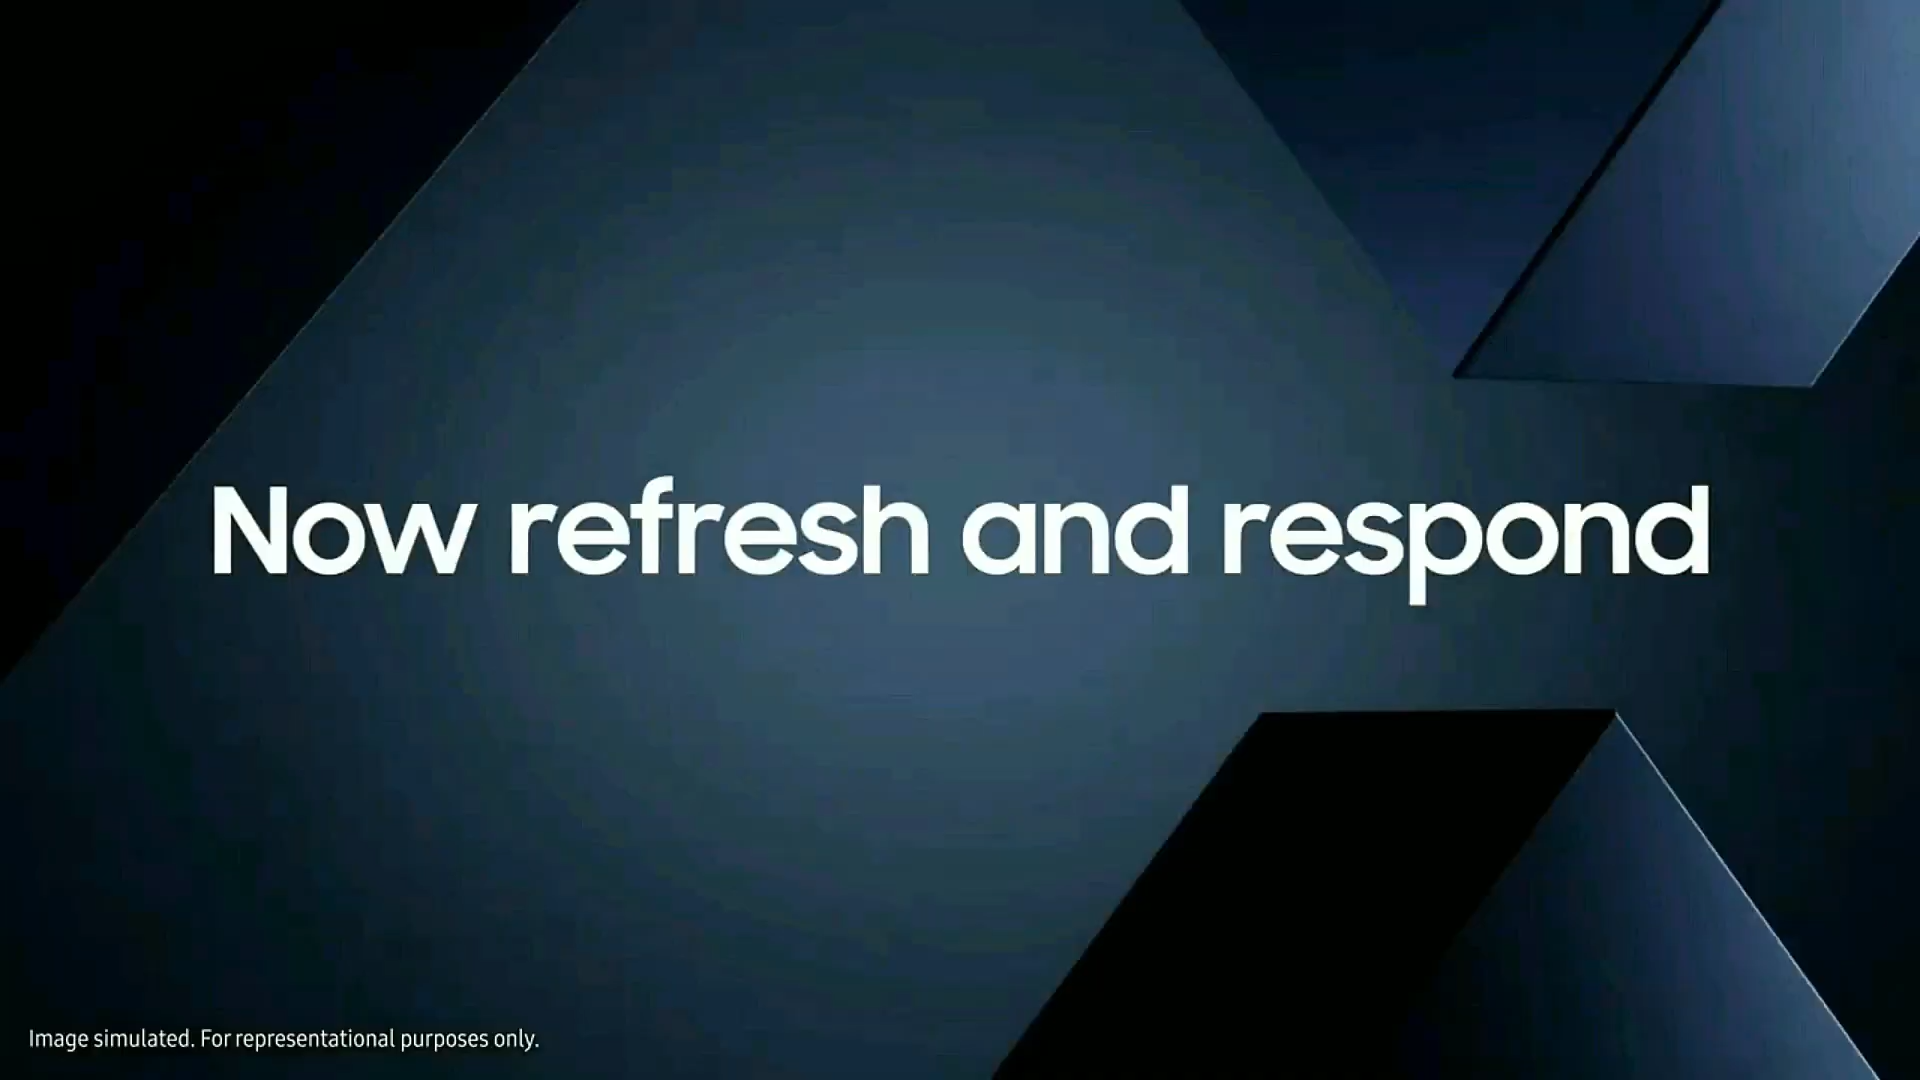 Now refresh and respond
Image simulated. For representational purposes only.